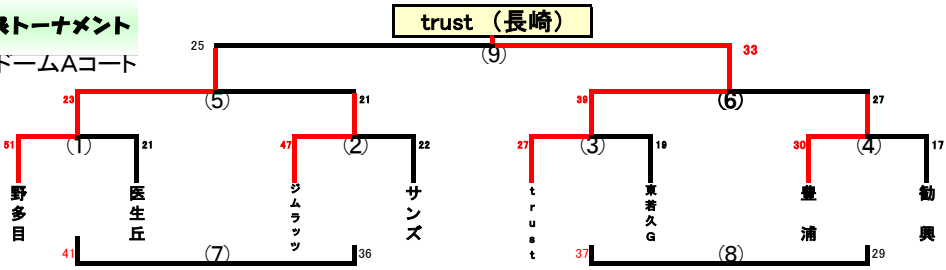 trust （長崎）
トーナメント
ドームAコート
25
(9)
33
23
(5)
21
39
(6)
27
51
(1)
21
47
(2)
22
27
(3)
19
30
(4)
17
野多目
医生丘
ジムラッツ
サンズ
trust
東若久G
豊浦
勧興
41
(7)
36
37
(8)
29